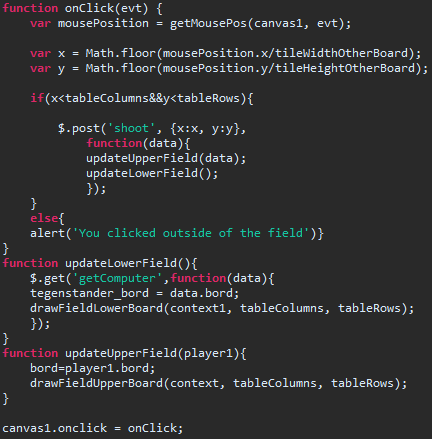 function onClick(evt) {
    var mousePosition = getMousePos(canvas1, evt);

    var x = Math.floor(mousePosition.x/tileWidthOtherBoard);
    var y = Math.floor(mousePosition.y/tileHeightOtherBoard);

    if(x<tableColumns&&y<tableRows){

        $.post('shoot', {x:x, y:y},
            function(data){
            updateUpperField(data);
            updateLowerField();
            });
    }
    else{
    alert('You clicked outside of the field')}
}
function updateLowerField(){
    $.get('getComputer',function(data){
    tegenstander_bord = data.bord;
    drawFieldLowerBoard(context1, tableColumns, tableRows);
    });
}
function updateUpperField(player1){
    bord=player1.bord;
    drawFieldUpperBoard(context, tableColumns, tableRows);
}

canvas1.onclick = onClick;